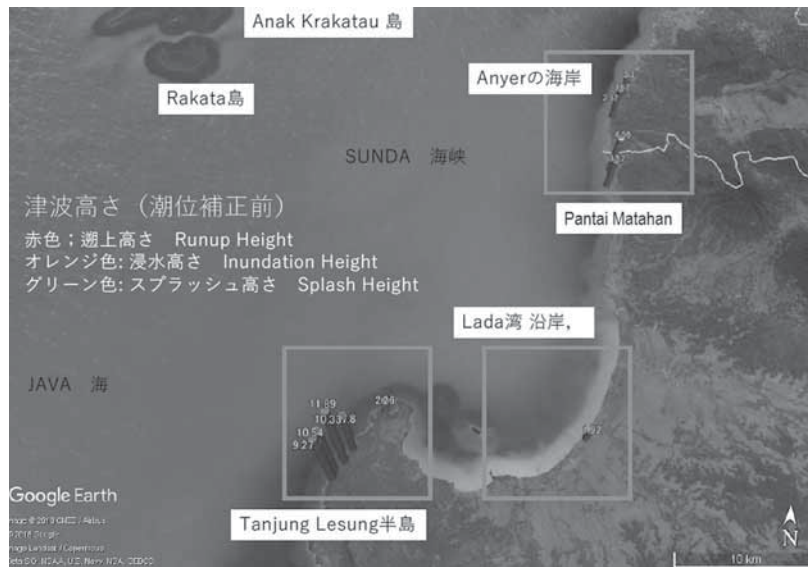 Anak Krakatau 島
Rakata島
Anyerの海岸
SUNDA 海峡
Pantai Matahan
津波高さ（潮位補正前）
赤色；遡上高さ Runup Height
オレンジ色: 浸水高さ Inundation Height
グリーン色: スプラッシュ高さ Splash Height
Lada湾 沿岸，
JAVA 海
11.89
10.33
7.8
10.54
9.27
Tanjung Lesung半島
Google Earth
N
10 km